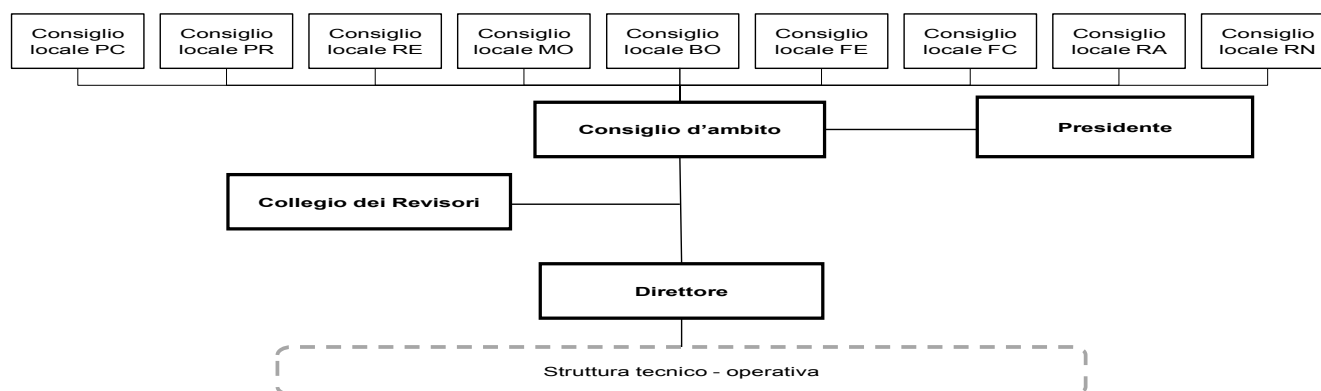 Consiglio
locale PC
Consiglio
locale PR
Consiglio
locale RE
Consiglio
locale MO
Consiglio
locale BO
Consiglio
locale FE
Consiglio
locale FC
Consiglio
locale RA
Consiglio
locale RN
Consiglio d’ambito
Presidente
Collegio dei Revisori
Direttore
Struttura tecnico - operativa